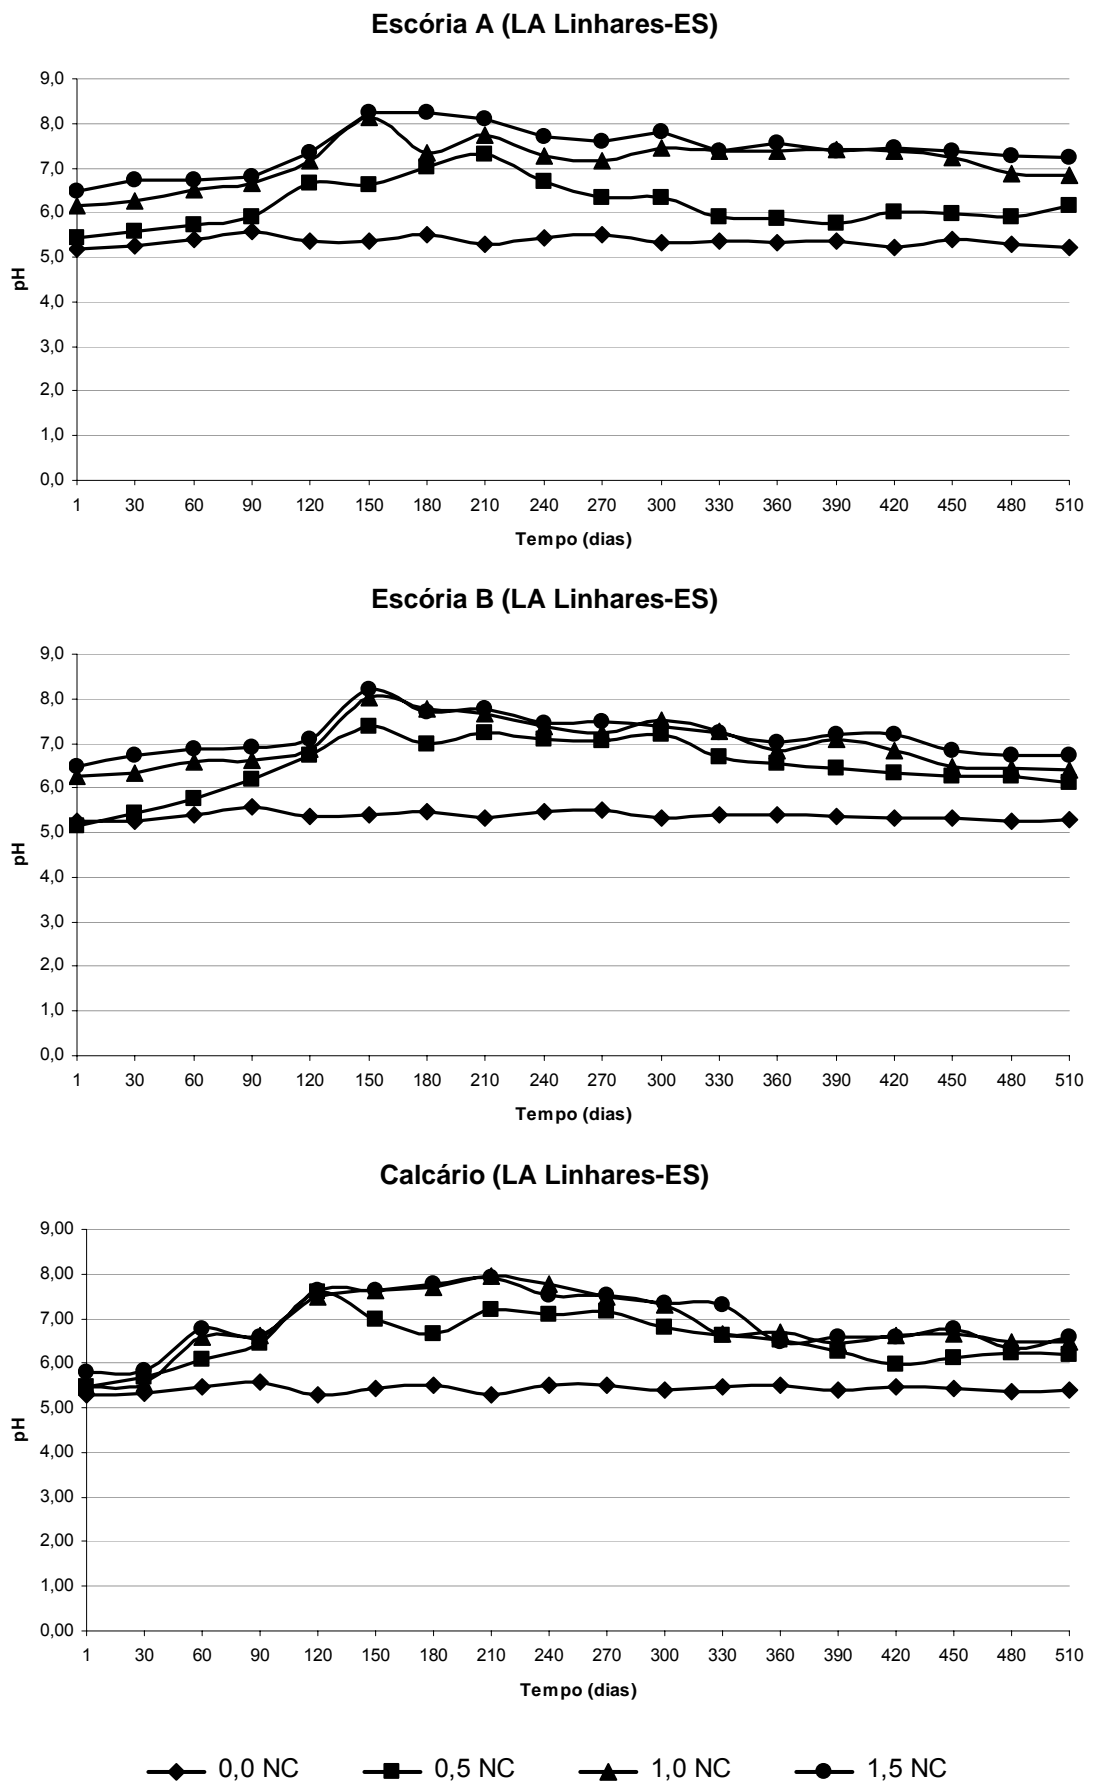 Escória A (LA Linhares-ES)
9,0
8,0
7,0
6,0
5,0
4,0
3,0
2,0
1,0
0,0
pH
1 30 60 90 120 150 180 210 240 270 300 330 360 390 420 450 480 510
Tempo (dias)
Escória B (LA Linhares-ES)
9,0
8,0
7,0
6,0
5,0
4,0
3,0
2,0
1,0
0,0
pH
1 30 60 90 120 150 180 210 240 270 300 330 360 390 420 450 480 510
Tempo (dias)
Calcário (LA Linhares-ES)
9,00
8,00
7,00
6,00
5,00
4,00
3,00
2,00
1,00
0,00
pH
1 30 60 90 120 150 180 210 240 270 300 330 360 390 420 450 480 510
Tempo (dias)
0,0 NC 0,5 NC 1,0 NC 1,5 NC